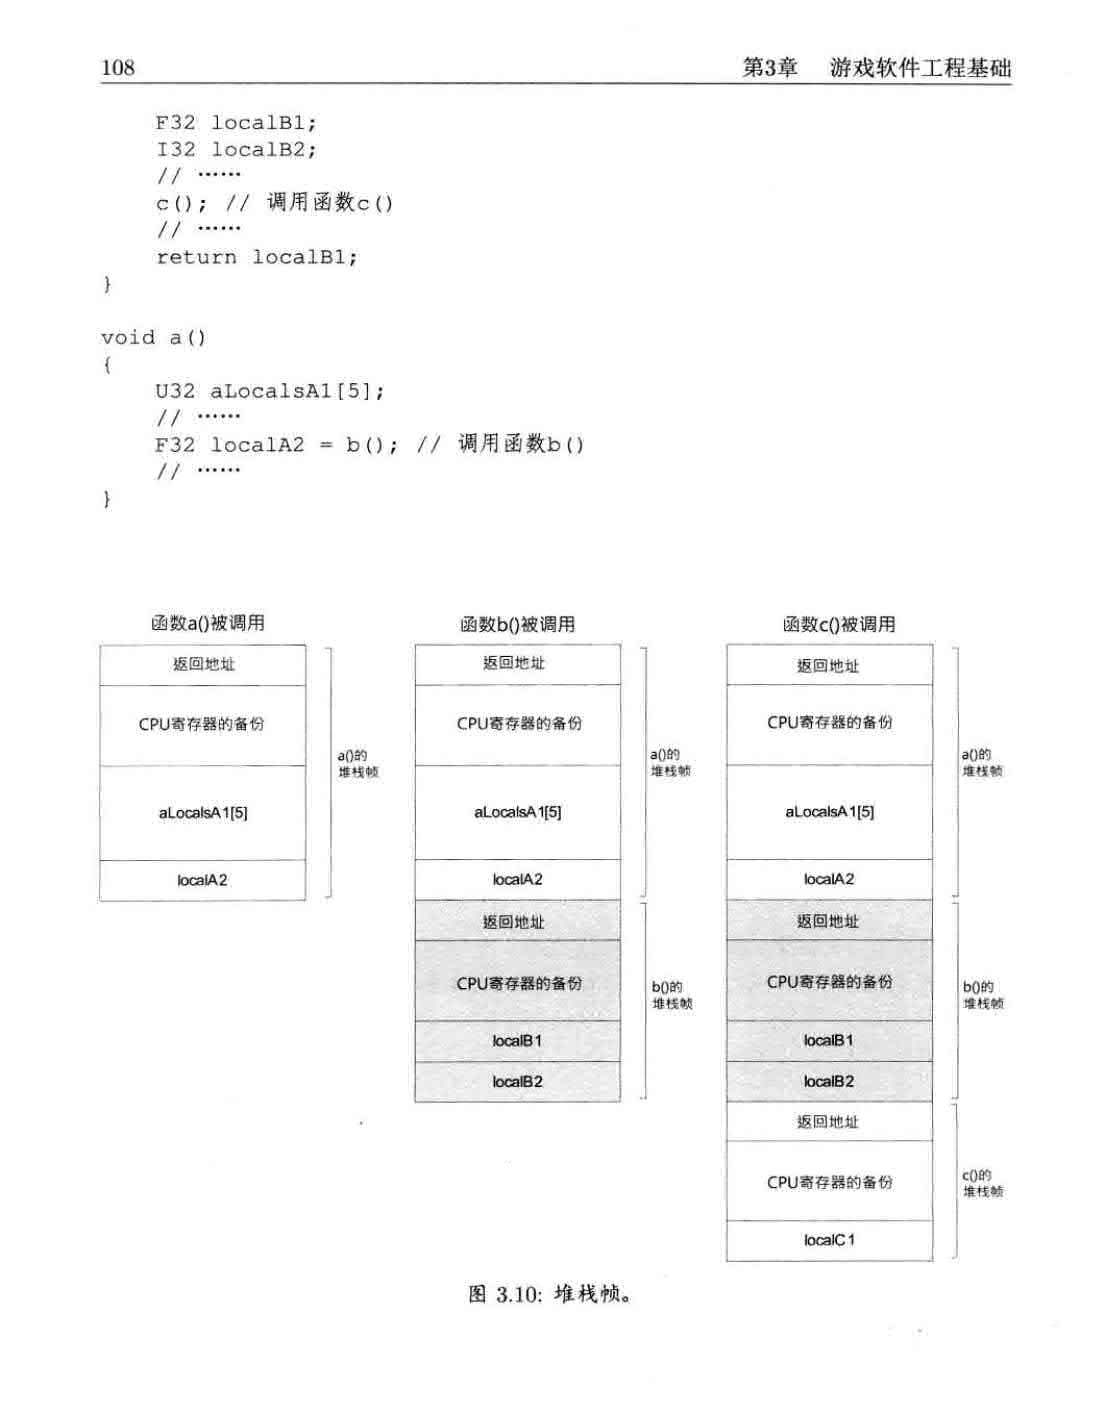 108
第3章 游戏软件工程基础
F32 localB1;
I32 localB2;
// ……
c(); // 调用函数c()
// ……
return localB1;
}
void a()
{
U32 aLocalsA1[5];
// ……
F32 localA2 = b(); // 调用函数b()
// ……
}
函数a()被调用
返回地址
CPU寄存器的备份
aLocalsA1[5]
localA2
a()的
堆栈帧
函数b()被调用
返回地址
CPU寄存器的备份
aLocalsA1[5]
localA2
a()的
堆栈帧
返回地址
CPU寄存器的备份
localB1
localB2
b()的
堆栈帧
函数c()被调用
返回地址
CPU寄存器的备份
aLocalsA1[5]
localA2
a()的
堆栈帧
返回地址
CPU寄存器的备份
localB1
localB2
b()的
堆栈帧
返回地址
CPU寄存器的备份
localC1
c()的
堆栈帧
图 3.10: 堆栈帧。